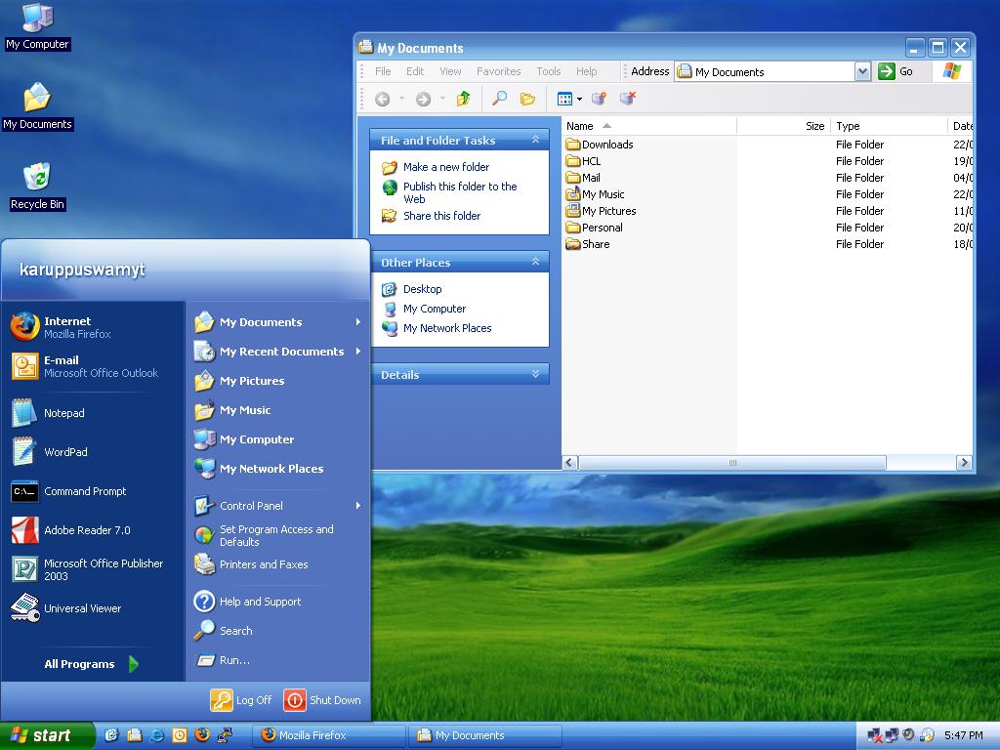 My Computer
My Documents
Recycle Bin
My Documents
File Edit View Favorites Tools Help Address My Documents Go
Name Size Type Date
File and Folder Tasks
Make a new folder
Publish this folder to the
Web
Share this folder
Other Places
Desktop
My Computer
My Network Places
Details
Downloads File Folder 22/0
HCL File Folder 19/0
Mail File Folder 04/0
My Music File Folder 22/0
My Pictures File Folder 11/0
Personal File Folder 20/0
Share File Folder 18/0
karuppuswamyt
Internet
Mozilla Firefox
E-mail
Microsoft Office Outlook
Notepad
WordPad
C:\_ Command Prompt
Adobe Reader 7.0
Microsoft Office Publisher
2003
Universal Viewer
All Programs
My Documents
My Recent Documents
My Pictures
My Music
My Computer
My Network Places
Control Panel
Set Program Access and
Defaults
Printers and Faxes
Help and Support
Search
Run...
Log Off Shut Down
start Mozilla Firefox My Documents 5:47 PM